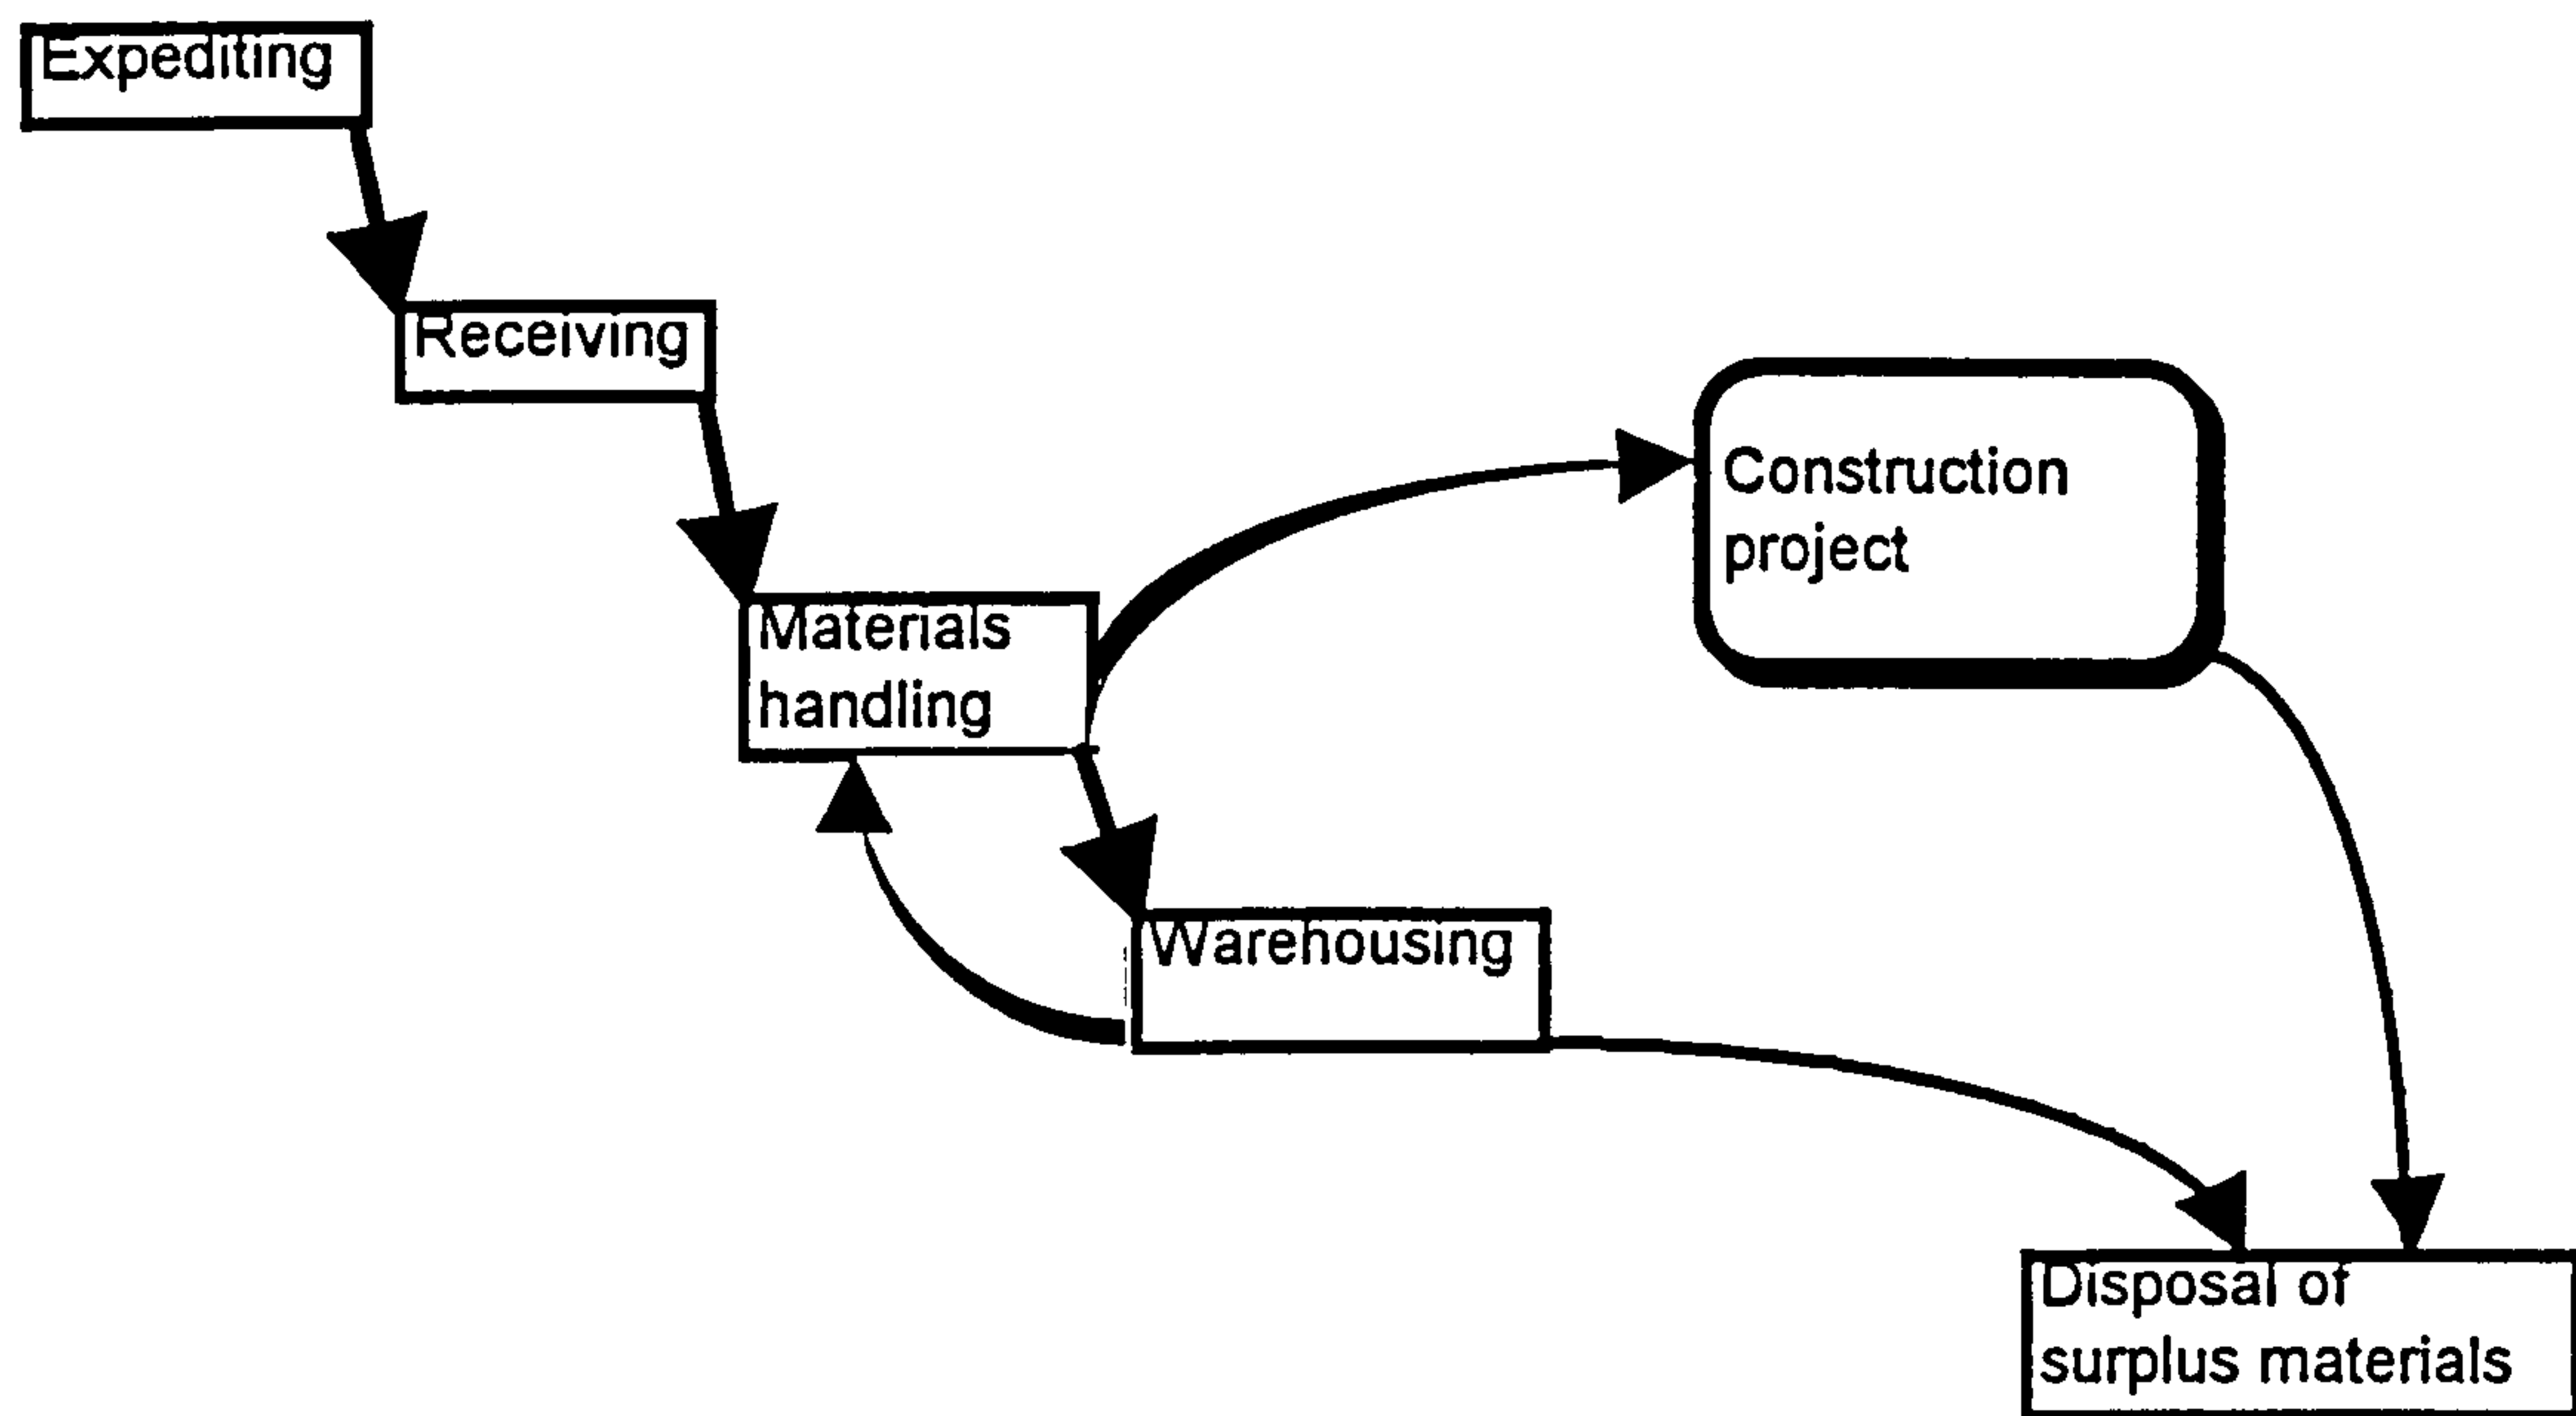 Expediting
Receiving
Construction
project
Materials
handling
Warehousing
Disposal of
surplus materials